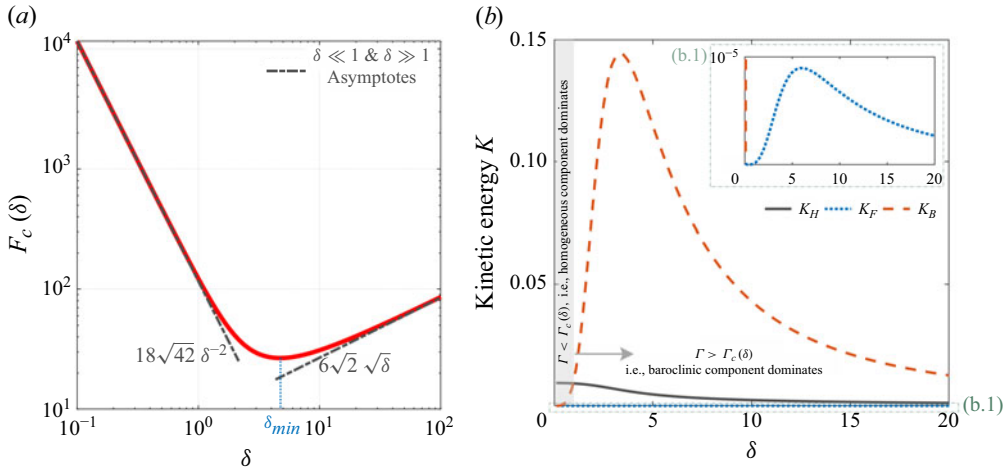 (a)
10^4
10^3
10^2
10^1
F_c (δ)
δ ≪ 1 & δ ≫ 1
Asymptotes
18√42 δ^−2
6√2 √δ
10^−1
10^0
δ_min
10^1
10^2
δ
(b)
0.15
0.10
0.05
0
Kinetic energy K
Γ < Γ_c (δ), i.e., homogeneous component dominates
(b.1)
10^−5
0
5
10
15
20
K_H
K_F
K_B
Γ > Γ_c (δ)
i.e., baroclinic component dominates
(b.1)
5
10
15
20
δ